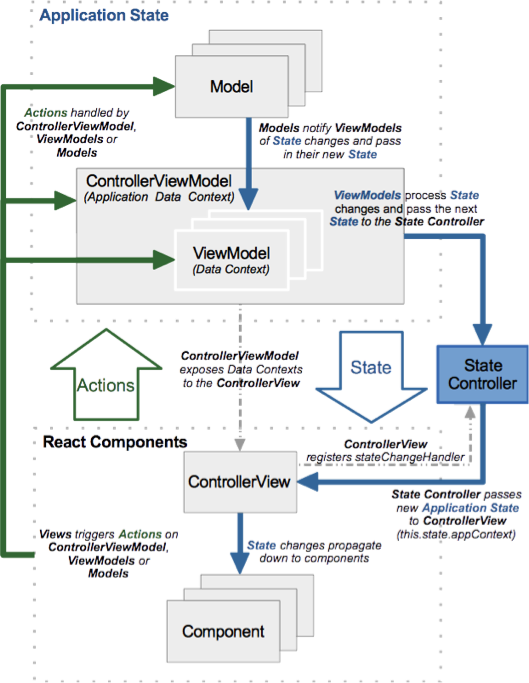 Application State
Model
Actions handled by
ControllerViewModel,
ViewModels or
Models
Models notify ViewModels
of State changes and pass
in their new State
ControllerViewModel
(Application Data Context)
ViewModel
(Data Context)
ViewModels process State
changes and pass the next
State to the State Controller
Actions
ControllerViewModel
exposes Data Contexts
to the ControllerView
State
State
Controller
React Components
ControllerView
registers stateChangeHandler
ControllerView
State Controller passes
new Application State
to ControllerView
(this.state.appContext)
Views triggers Actions on
ControllerViewModel,
ViewModels or
Models
State changes propagate
down to components
Component